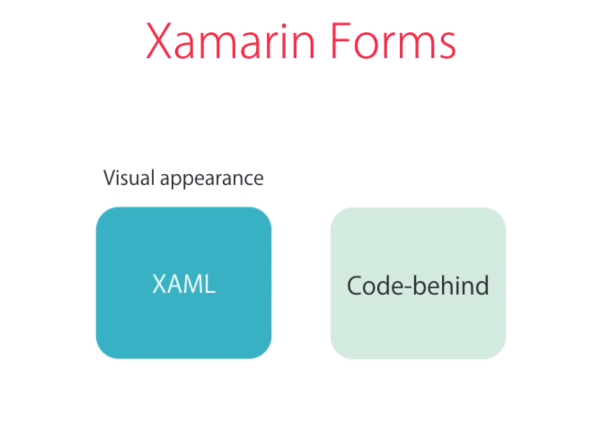 Xamarin Forms
Visual appearance
XAML
Code-behind